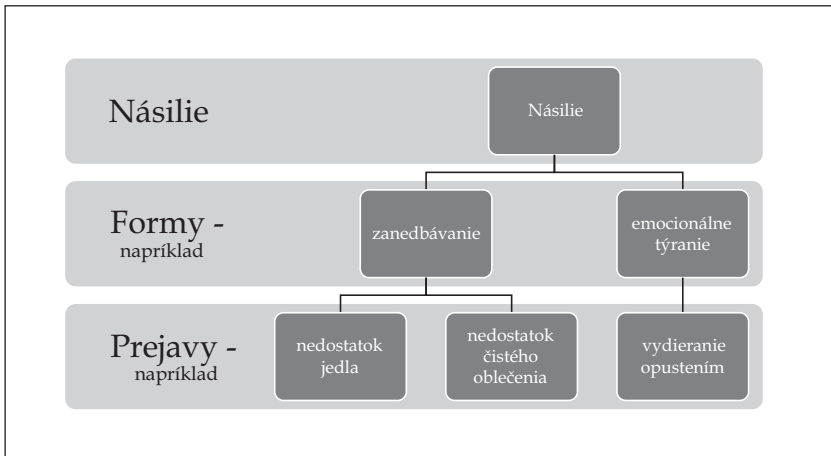 Násilie
Násilie
Formy -
napríklad
zanedbávanie
emocionálne
týranie
Prejavy -
napríklad
nedostatok
jedla
nedostatok
čistého
oblečenia
vydieranie
opustením